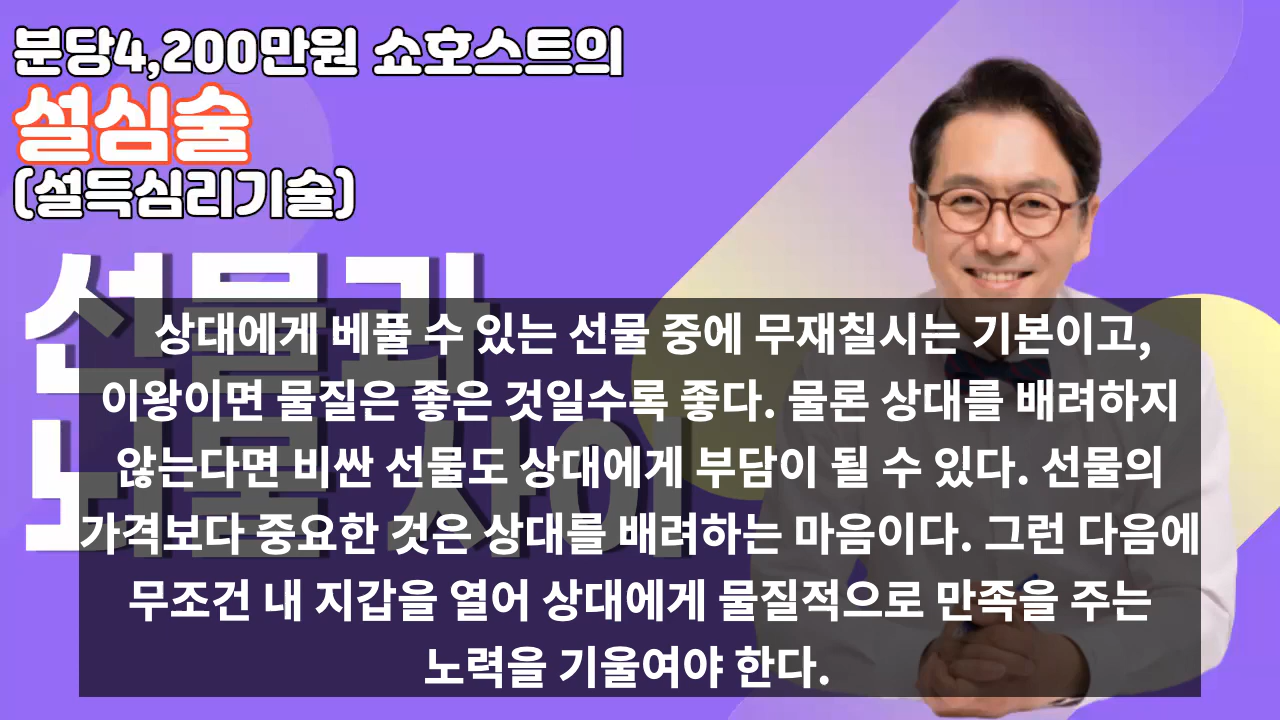 분당4,200만원 쇼호스트의
설심술
(설득심리기술)
선물과
뇌물 사이
상대에게 베풀 수 있는 선물 중에 무재칠시는 기본이고,
이왕이면 물질은 좋은 것일수록 좋다. 물론 상대를 배려하지
않는다면 비싼 선물도 상대에게 부담이 될 수 있다. 선물의
가격보다 중요한 것은 상대를 배려하는 마음이다. 그런 다음에
무조건 내 지갑을 열어 상대에게 물질적으로 만족을 주는
노력을 기울여야 한다.